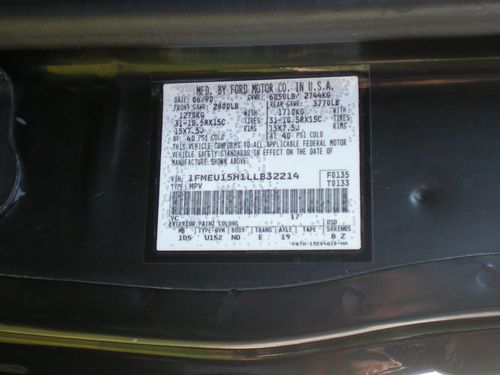 MFD. BY FORD MOTOR CO. IN U.S.A.
DATE: 06/90 GVWR: 6050LB/ 2744KG
FRONT GAWR: 2800LB REAR GAWR: 3770LB
1270KG WITH 1710KG WITH
31-10.5RX15C TIRES 31-10.5RX15C TIRES
15X7.5J RIMS 15X7.5J RIMS
AT 40 PSI COLD AT 40 PSI COLD
THIS VEHICLE CONFORMS TO ALL APPLICABLE FEDERAL MOTOR
VEHICLE SAFETY STANDARDS IN EFFECT ON THE DATE OF
MANUFACTURE SHOWN ABOVE.
VIN: 1FMEU15H1LLB32214 F0135
TYPE: MPV T0133
YC 17
EXTERIOR PAINT COLORS DSO
WB TYPE-GVW BODY TRANS AXLE TAPE SPRINGS
105 U152 ND E 19 B Z